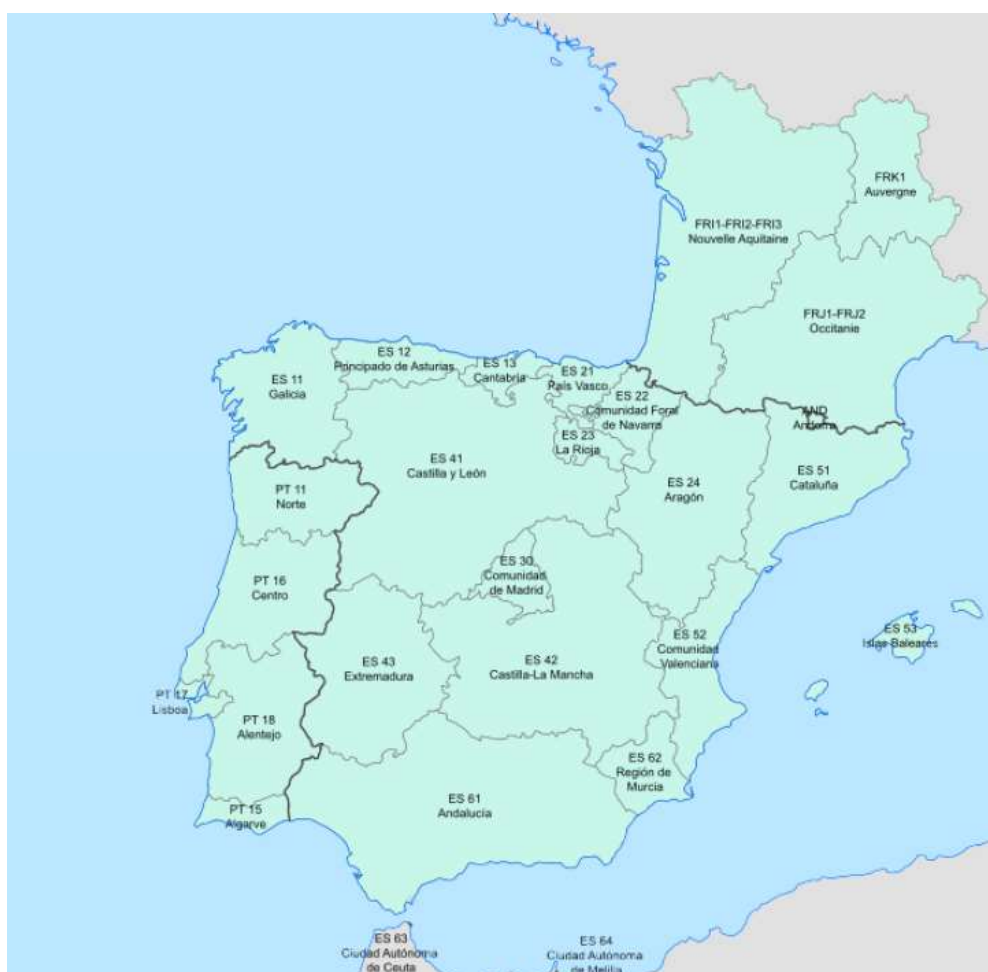 FRK1
Auvergne
FRI1-FRI2-FRI3
Nouvelle Aquitaine
FRJ1-FRJ2
Occitanie
ES 12
Principado de Asturias
ES 13
Cantabria
ES 21
País Vasco
ES 11
Galicia
ES 22
Comunidad Foral
de Navarra
AND
Andorra
ES 23
La Rioja
ES 41
Castilla y León
ES 51
Cataluña
ES 24
Aragón
PT 11
Norte
ES 30
Comunidad
de Madrid
PT 16
Centro
ES 53
Islas Baleares
ES 52
Comunidad
Valenciana
ES 43
Extremadura
ES 42
Castilla-La Mancha
PT 17
Lisboa
PT 18
Alentejo
ES 62
Región de
Murcia
ES 61
Andalucía
PT 15
Algarve
ES 63
Ciudad Autónoma
de Ceuta
ES 64
Ciudad Autónoma
de Melilla